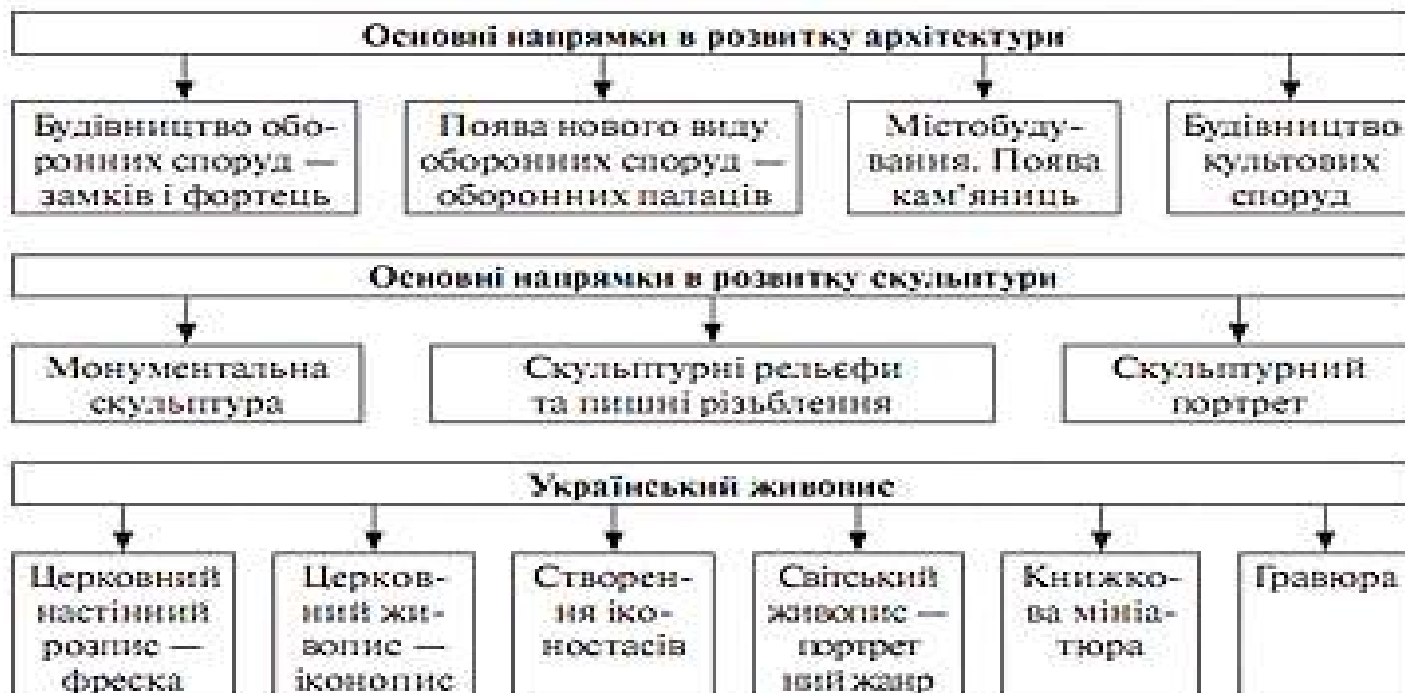 Основні напрямки в розвитку архітектури
Будівництво обо-
ронних споруд —
замків і фортець
Поява нового виду
оборонних споруд —
оборонних палаців
Містобуду-
вання. Поява
кам’яниць
Будівництво
культових
споруд
Основні напрямки в розвитку скульптури
Монументальна
скульптура
Скульптурні рельєфи
та пишні різьблення
Скульптурний
портрет
Український живопис
Церковний
настінний
розпис —
фреска
Церков-
ний жи-
вопис —
іконопис
Створен-
ня іко-
ностасів
Світський
живопис —
портрет
ний жанр
Книжко-
ва мініа-
тюра
Гравюра